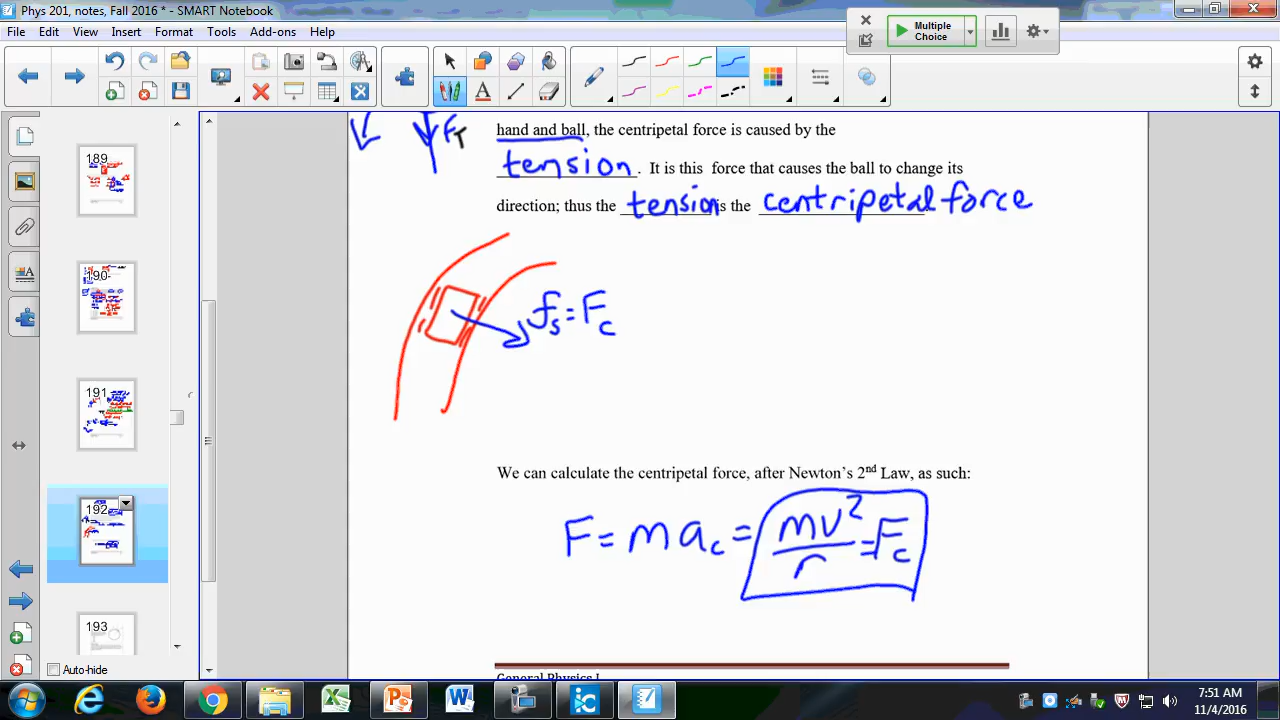 Phys 201, notes, Fall 2016 * - SMART Notebook
File Edit View Insert Format Tools Add-ons Help
Multiple
Choice
189
190
191
192
193
Auto-hide
F_T
hand and ball, the centripetal force is caused by the
tension. It is this force that causes the ball to change its
direction; thus the tension is the centripetal force
f_s = F_c
We can calculate the centripetal force, after Newton's 2nd Law, as such:
F = m a_c = mv²/r = F_c
General Physics I
7:51 AM
11/4/2016